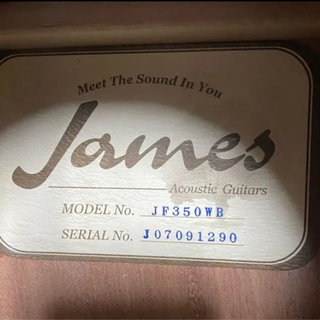 Meet The Sound In You
James
Acoustic Guitars
MODEL No. JF350WB
SERIAL No. J07091290